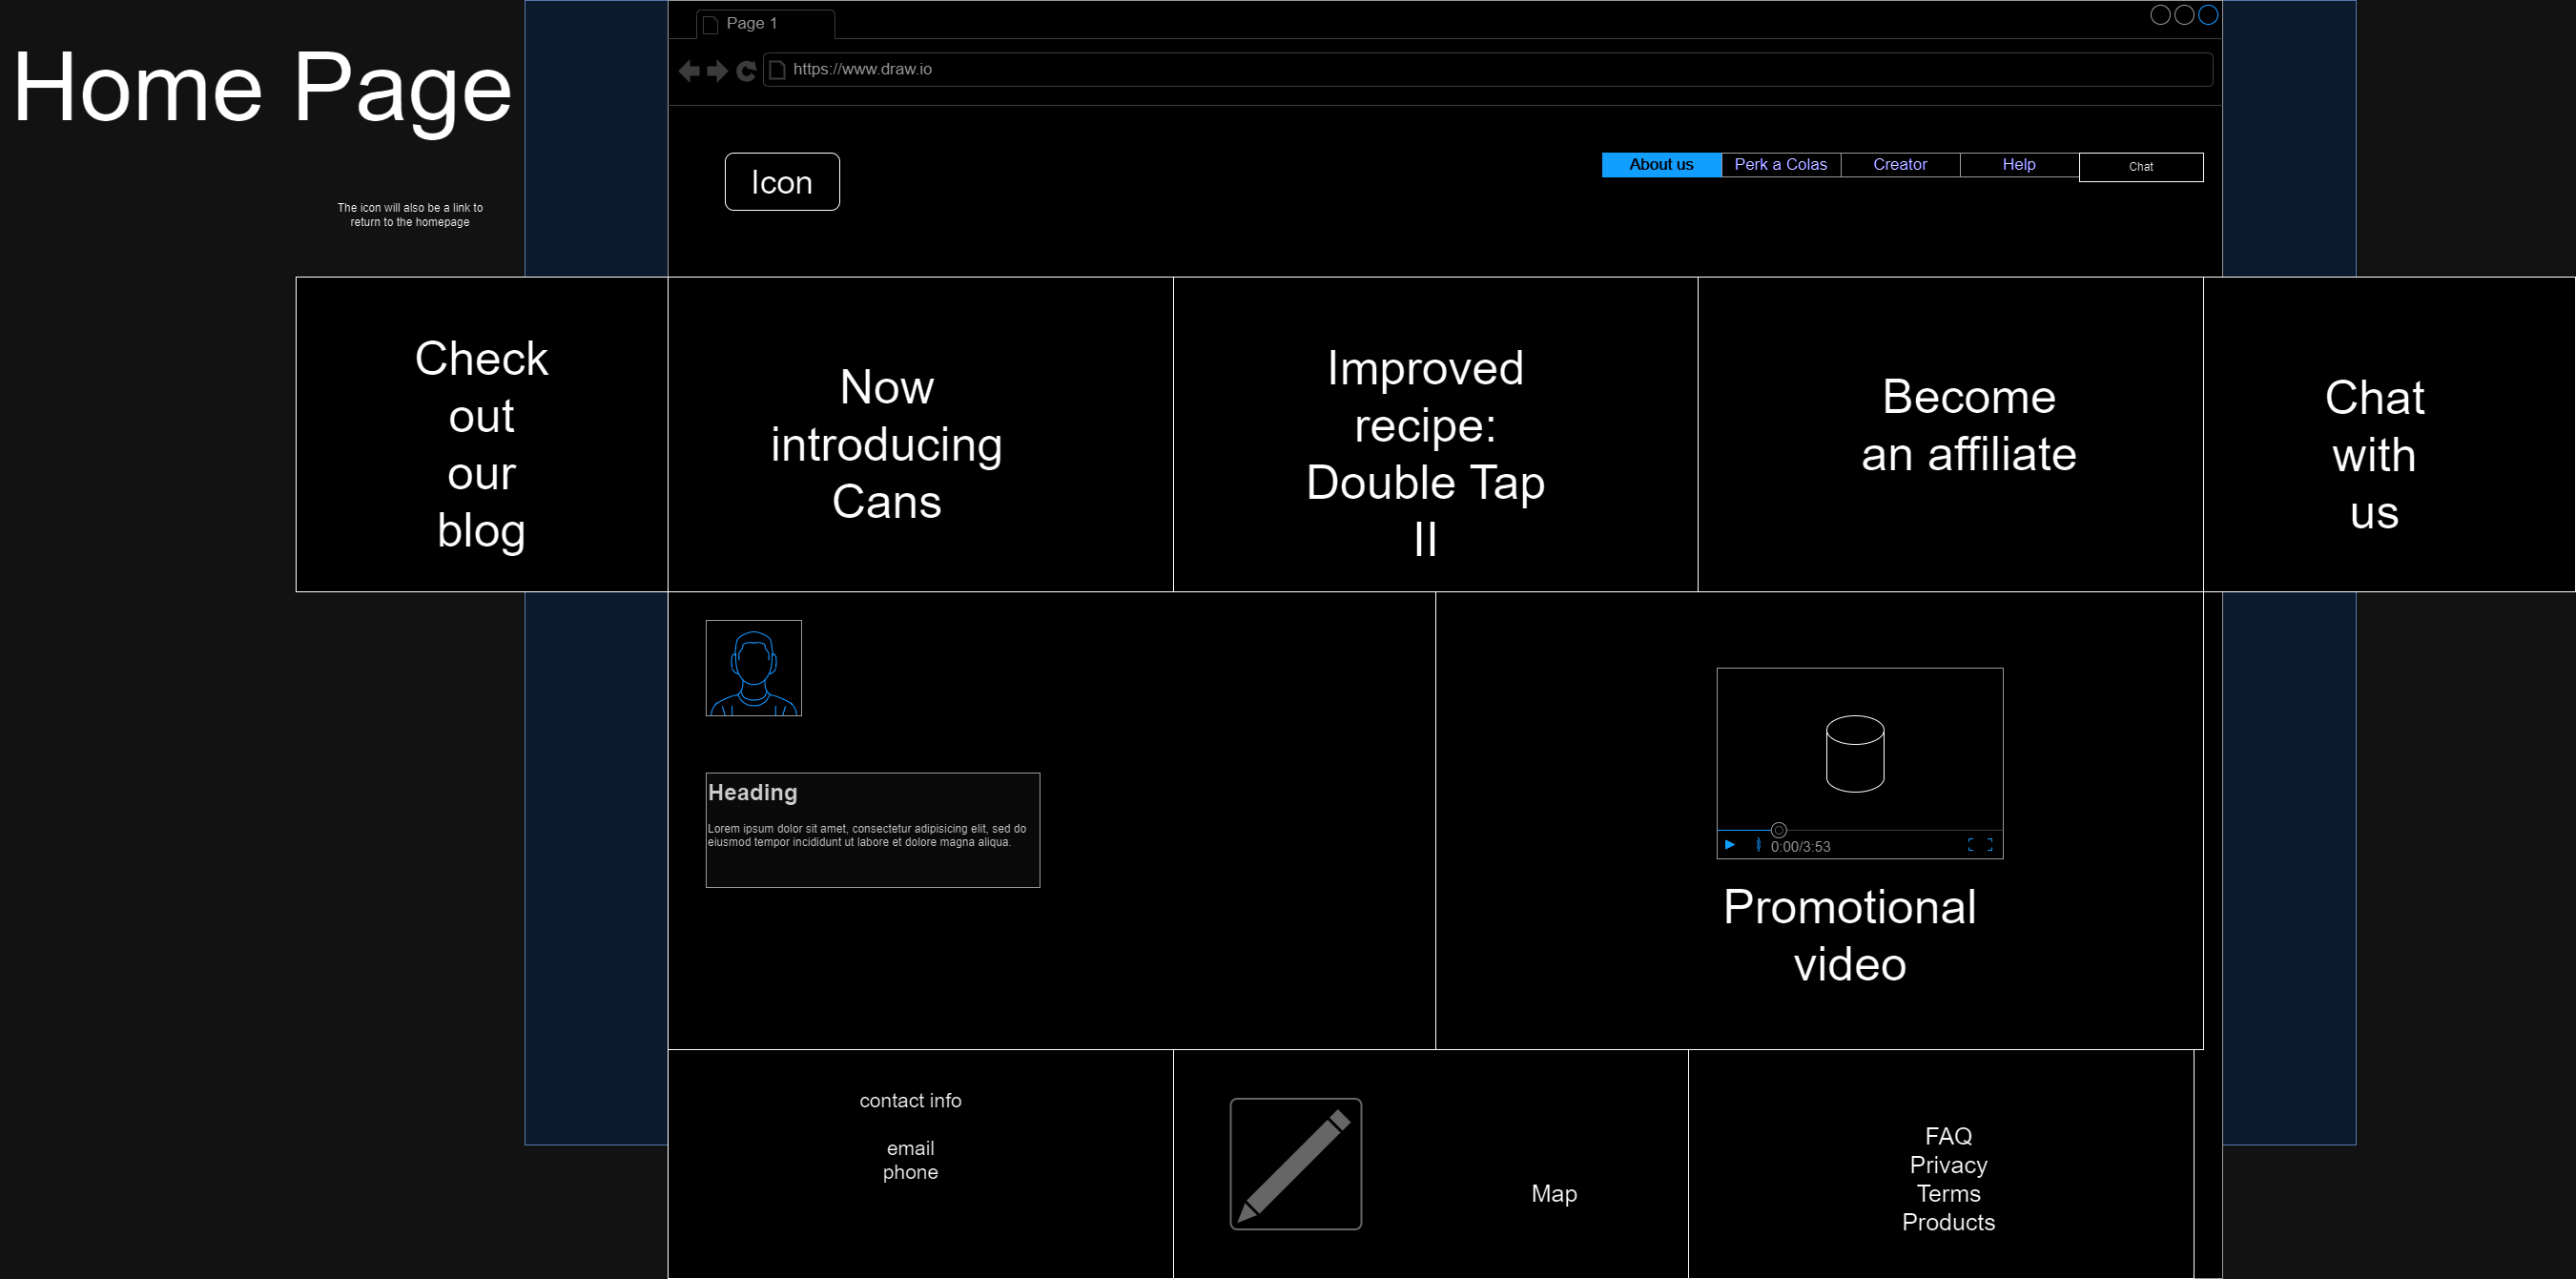 Home Page
Page 1
https://www.draw.io
Icon
About us
Perk a Colas
Creator
Help
Chat
The icon will also be a link to
return to the homepage
Check
out
our
blog
Now
introducing
Cans
Improved
recipe:
Double Tap
II
Become
an affiliate
Chat
with
us
Heading
Lorem ipsum dolor sit amet, consectetur adipisicing elit, sed do
eiusmod tempor incididunt ut labore et dolore magna aliqua.
0:00/3:53
Promotional
video
contact info
email
phone
Map
FAQ
Privacy
Terms
Products